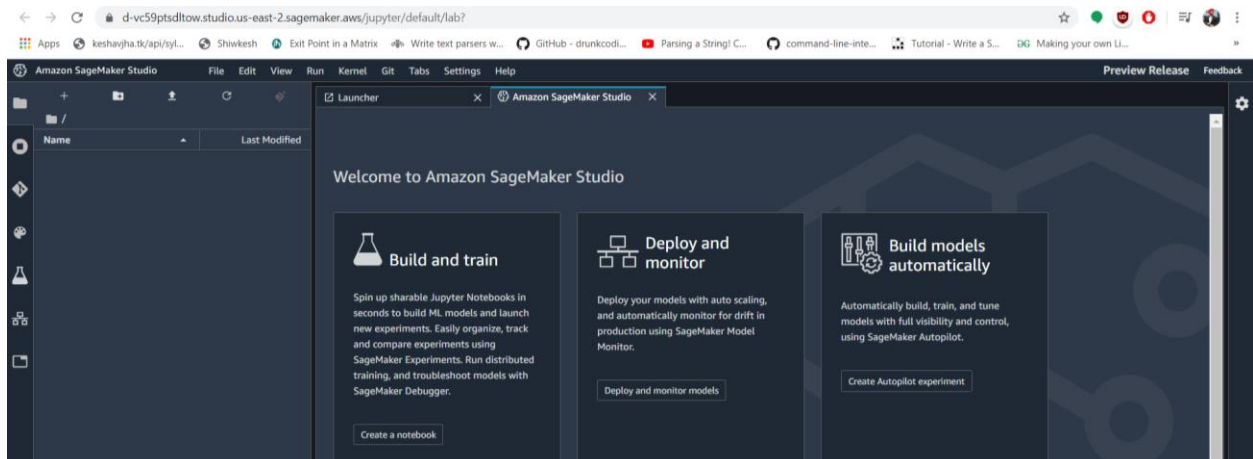 d-vc59ptsdltow.studio.us-east-2.sagemaker.aws/jupyter/default/lab?
Apps keshavjha.tk/api/syl... Shiwkesh Exit Point in a Matrix Write text parsers w... GitHub - drunkcodi... Parsing a String! C... command-line-inte... Tutorial - Write a S... Making your own Li... »
Amazon SageMaker Studio File Edit View Run Kernel Git Tabs Settings Help Preview Release Feedback
Launcher Amazon SageMaker Studio
/
Name Last Modified
Welcome to Amazon SageMaker Studio
Build and train
Spin up sharable Jupyter Notebooks in
seconds to build ML models and launch
new experiments. Easily organize, track
and compare experiments using
SageMaker Experiments. Run distributed
training, and troubleshoot models with
SageMaker Debugger.
Create a notebook
Deploy and
monitor
Deploy your models with auto scaling,
and automatically monitor for drift in
production using SageMaker Model
Monitor.
Deploy and monitor models
Build models
automatically
Automatically build, train, and tune
models with full visibility and control,
using SageMaker Autopilot.
Create Autopilot experiment